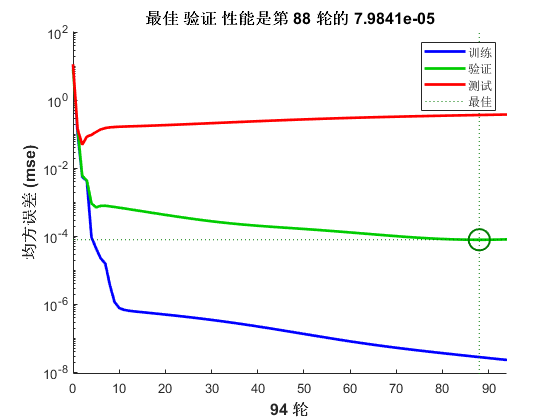 最佳 验证 性能是第 88 轮的 7.9841e-05
均方误差 (mse)
10^2
10^0
10^-2
10^-4
10^-6
10^-8
训练
验证
测试
最佳
0 10 20 30 40 50 60 70 80 90
94 轮